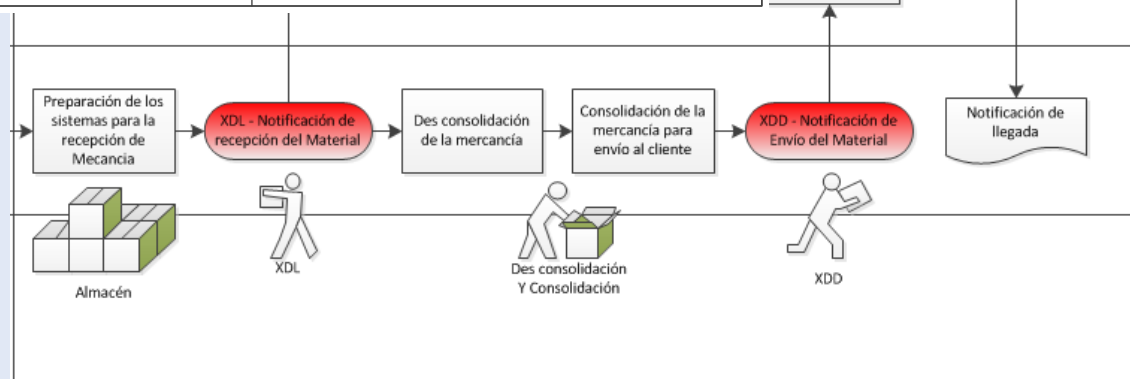 Preparación de los
sistemas para la
recepción de
Mecancia
XDL - Notificación de
recepción del Material
Des consolidación
de la mercancía
Consolidación de la
mercancía para
envío al cliente
XDD - Notificación de
Envío del Material
Notificación de
llegada
Almacén
XDL
Des consolidación
Y Consolidación
XDD